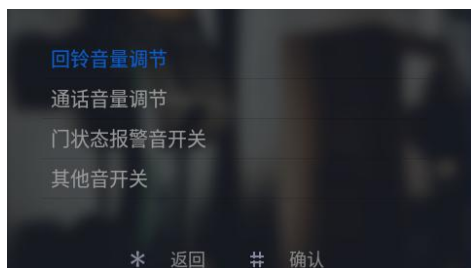 回铃音量调节
通话音量调节
门状态报警音开关
其他音开关
* 返回 # 确认